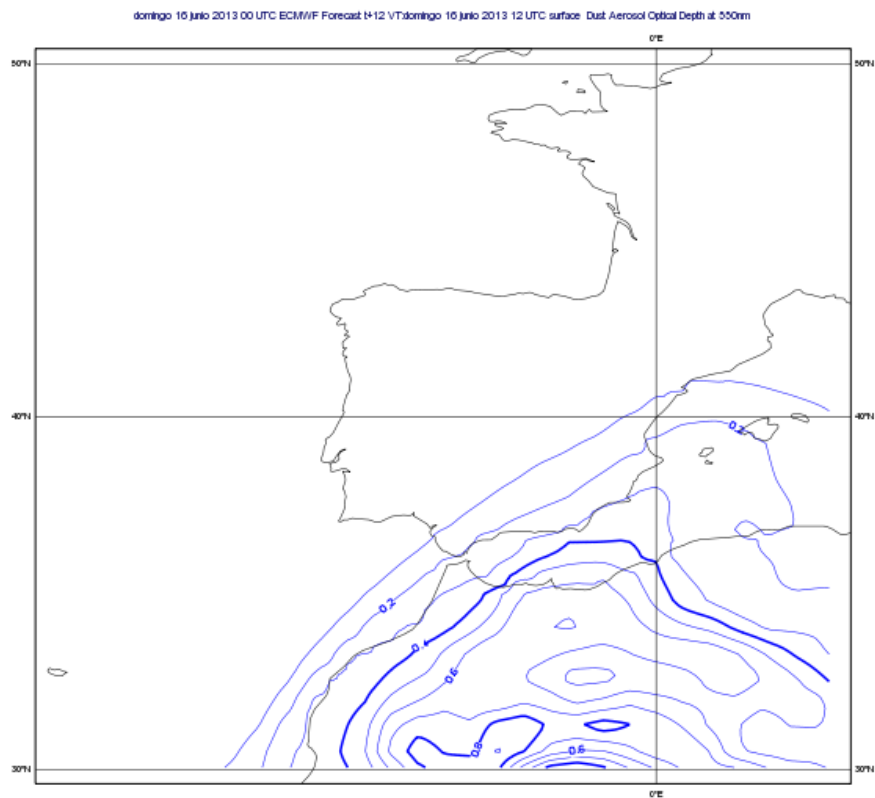 domingo 16 junio 2013 00 UTC ECMWF Forecast t+12 VT:domingo 16 junio 2013 12 UTC surface Dust Aerosol Optical Depth at 550nm
0°E
50°N 50°N
40°N 40°N
0.2
0.2
0.4
0.6
0.8 0.6
30°N 30°N
0°E